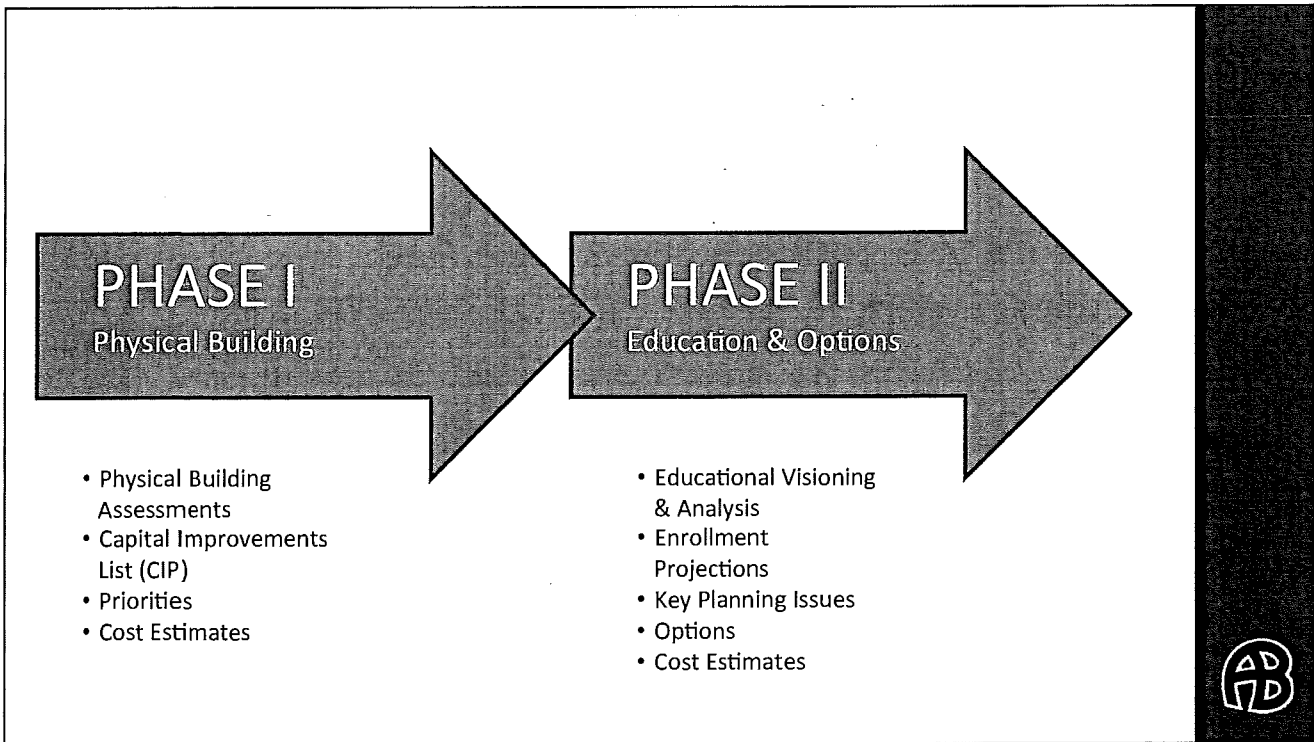 PHASE I
Physical Building
• Physical Building
Assessments
• Capital Improvements
List (CIP)
• Priorities
• Cost Estimates
PHASE II
Education & Options
• Educational Visioning
& Analysis
• Enrollment
Projections
• Key Planning Issues
• Options
• Cost Estimates
AB